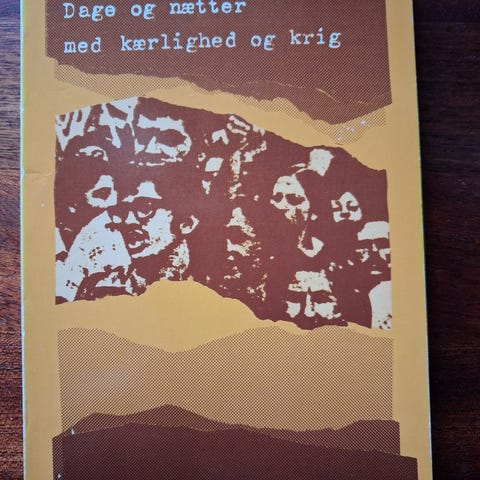 Dage og nætter
med kærlighed og krig